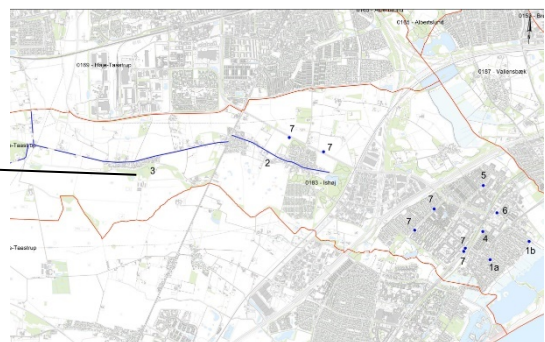 0165 - Albertslund
0169 - Høje-Taastrup
0187 - Vallensbæk
7
7
2
3
0183 - Ishøj
5
7
6
7
4
7
7
1b
1a